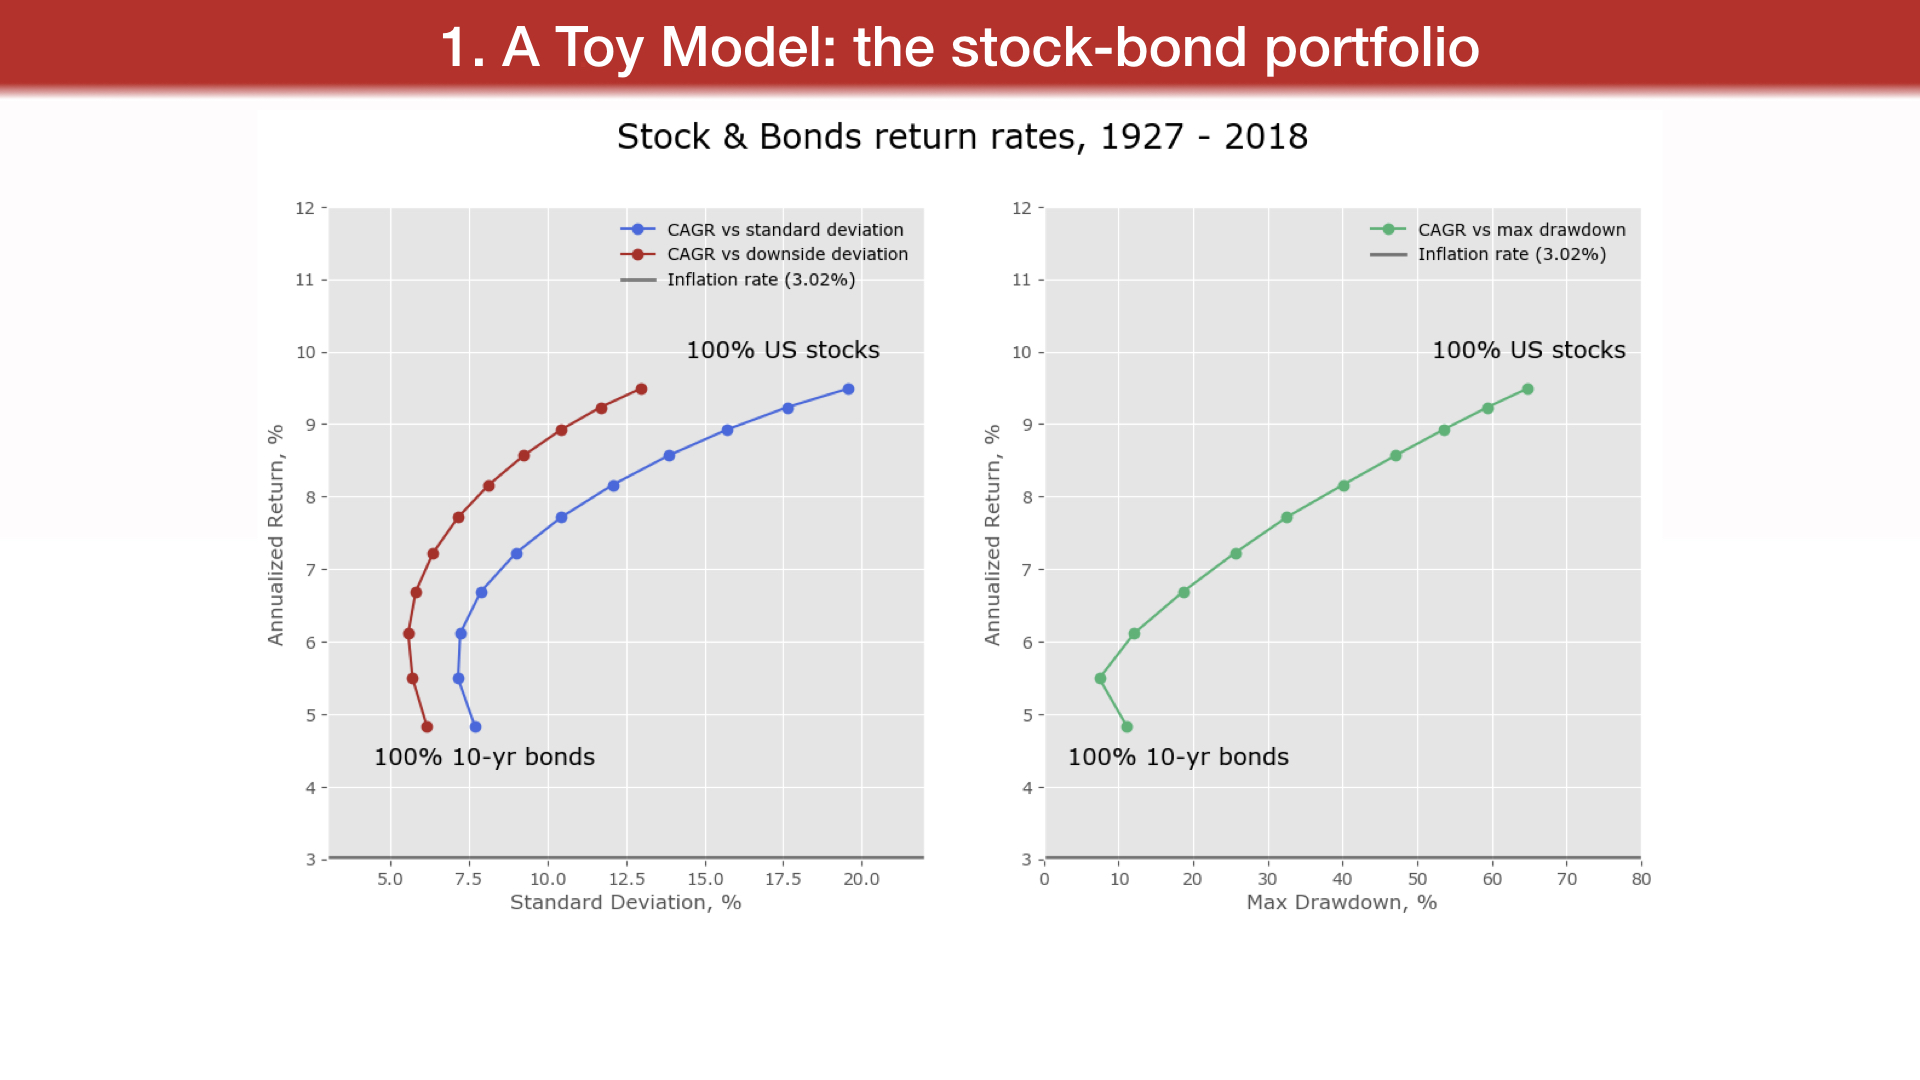 1. A Toy Model: the stock-bond portfolio
Stock & Bonds return rates, 1927 - 2018
12
11
10
9
8
7
6
5
4
3
Annualized Return, %
CAGR vs standard deviation
CAGR vs downside deviation
Inflation rate (3.02%)
100% US stocks
100% 10-yr bonds
5.0 7.5 10.0 12.5 15.0 17.5 20.0
Standard Deviation, %
12
11
10
9
8
7
6
5
4
3
Annualized Return, %
CAGR vs max drawdown
Inflation rate (3.02%)
100% US stocks
100% 10-yr bonds
0 10 20 30 40 50 60 70 80
Max Drawdown, %